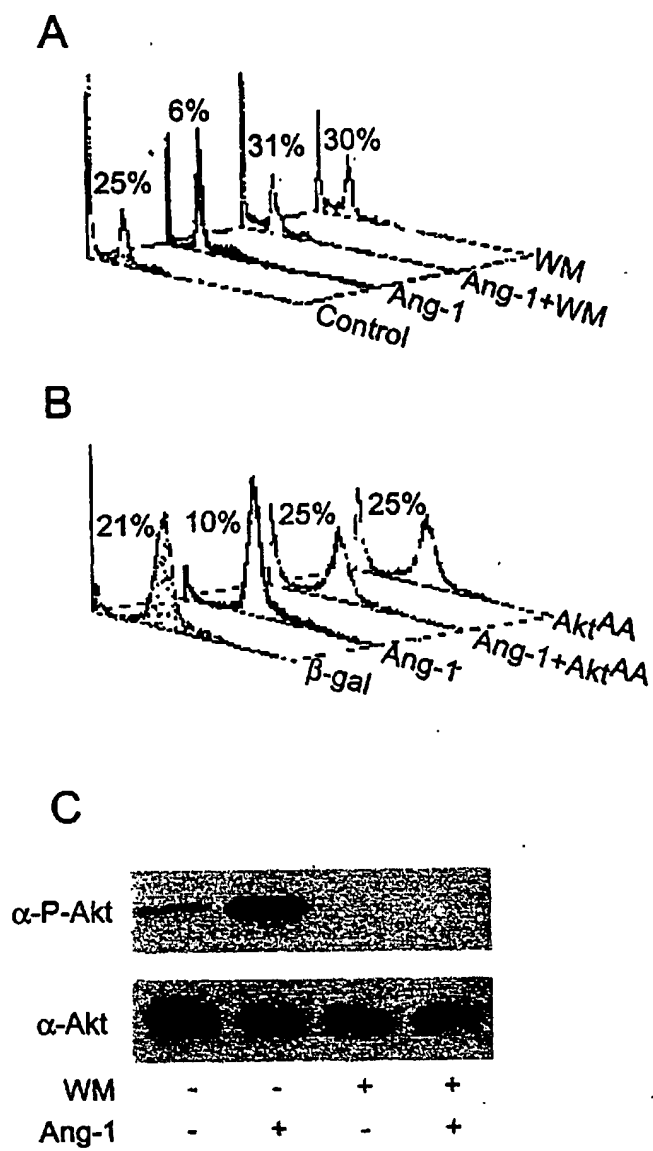 A
25%
6%
31%
30%
WM
Ang-1+WM
Ang-1
Control
B
21%
10%
25%
25%
AktAA
Ang-1+AktAA
Ang-1
β-gal
C
α-P-Akt
α-Akt
WM - - + +
Ang-1 - + - +